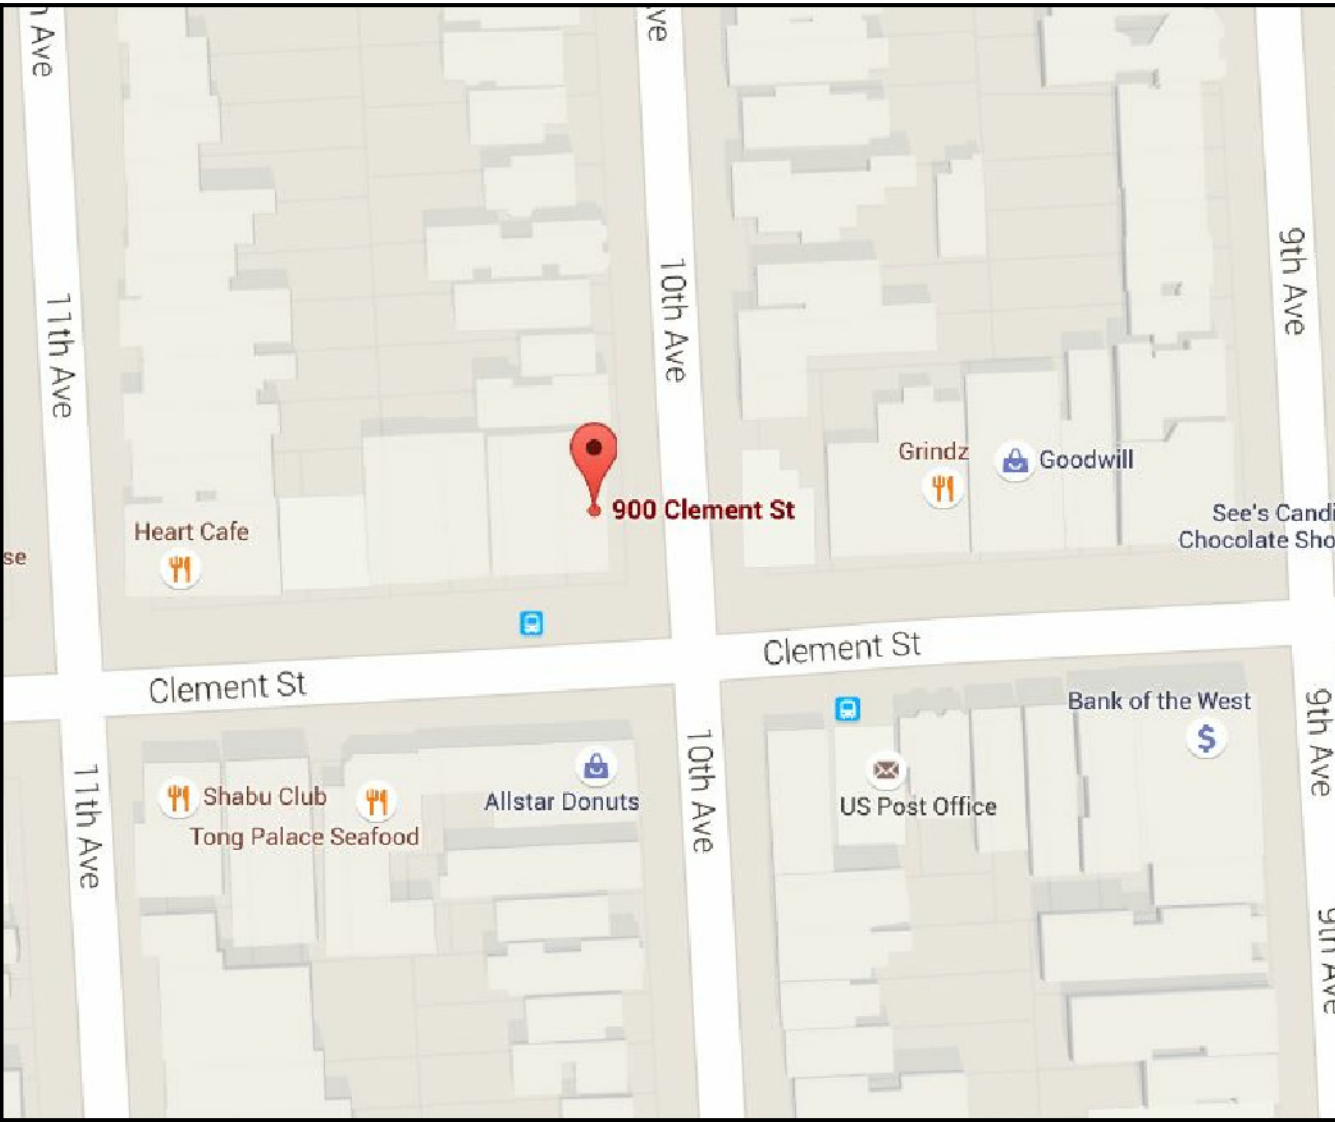 Ave
ve
11th Ave
10th Ave
9th Ave
Grindz
Goodwill
900 Clement St
See's Candi
Chocolate Sho
Heart Cafe
se
Clement St
Clement St
Bank of the West
9th Ave
11th Ave
Shabu Club
Tong Palace Seafood
Allstar Donuts
10th Ave
US Post Office
9th Ave